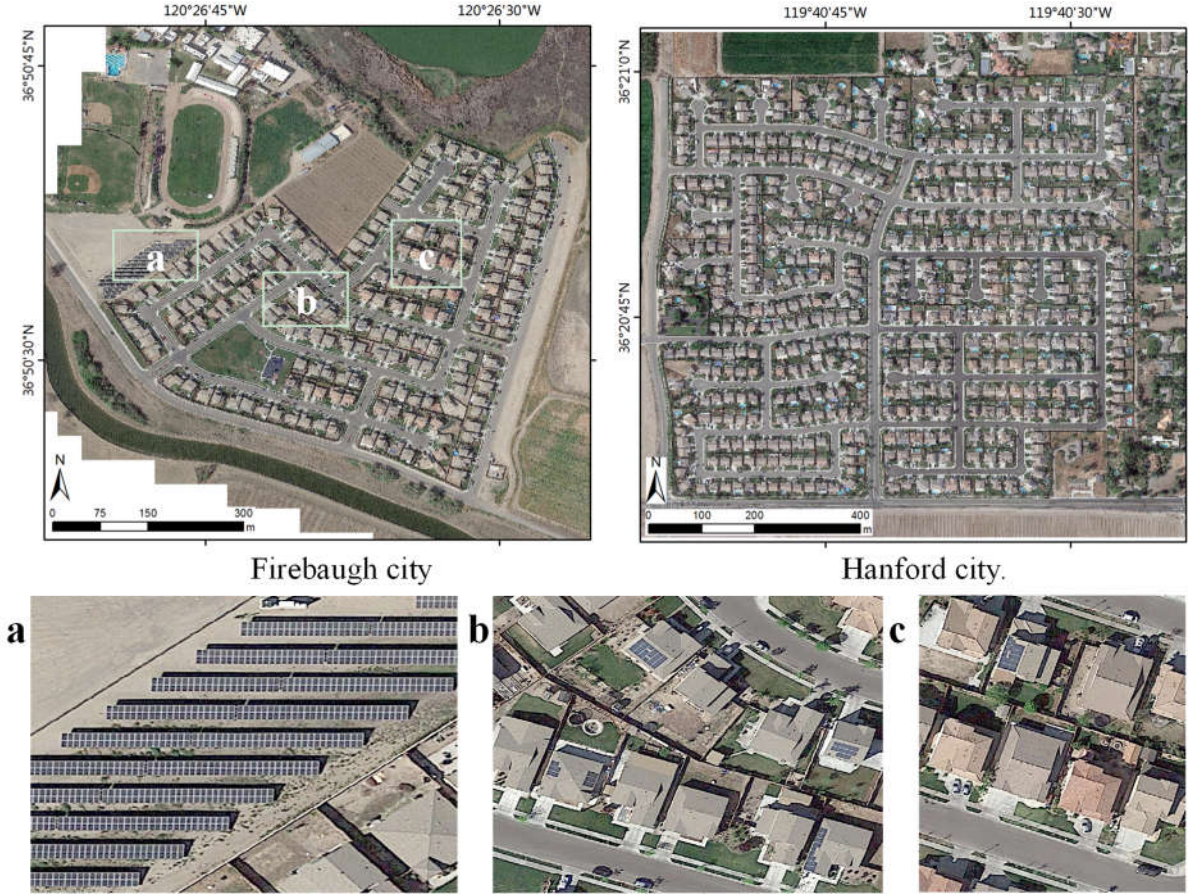 120°26'45"W 120°26'30"W
119°40'45"W 119°40'30"W
36°50'45"N
36°50'30"N
36°21'0"N
36°20'45"N
a
b
c
N
0 75 150 300
m
N
0 100 200 400
m
Firebaugh city
Hanford city.
a
b
c